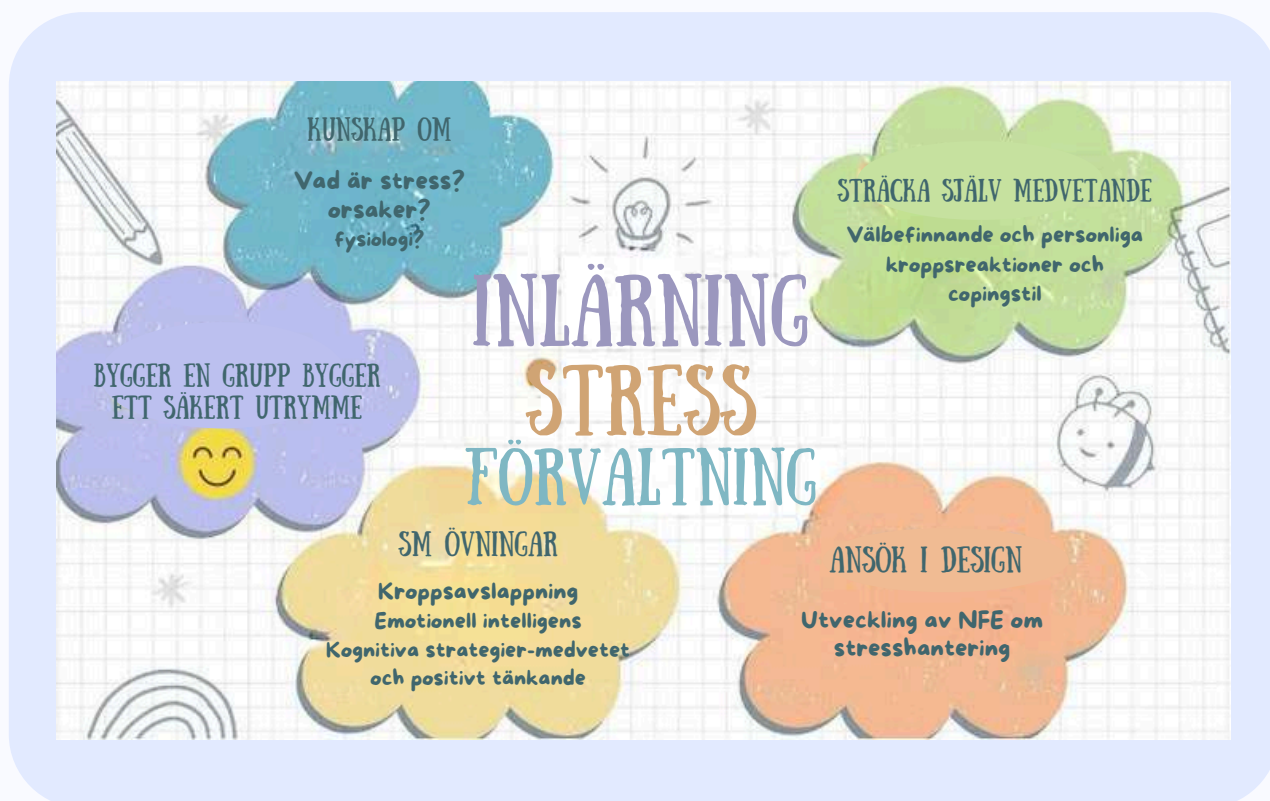 KUNSKAP OM
Vad är stress?
orsaker?
fysiologi?
STRÄCKA SJÄLV MEDVETANDE
Välbefinnande och personliga
kroppsreaktioner och
copingstil
INLÄRNING
STRESS
FÖRVALTNING
BYGGER EN GRUPP BYGGER
ETT SÄKERT UTRYMME
SM ÖVNINGAR
Kroppsavslappning
Emotionell intelligens
Kognitiva strategier-medvetet
och positivt tänkande
ANSÖK I DESIGN
Utveckling av NFE om
stresshantering